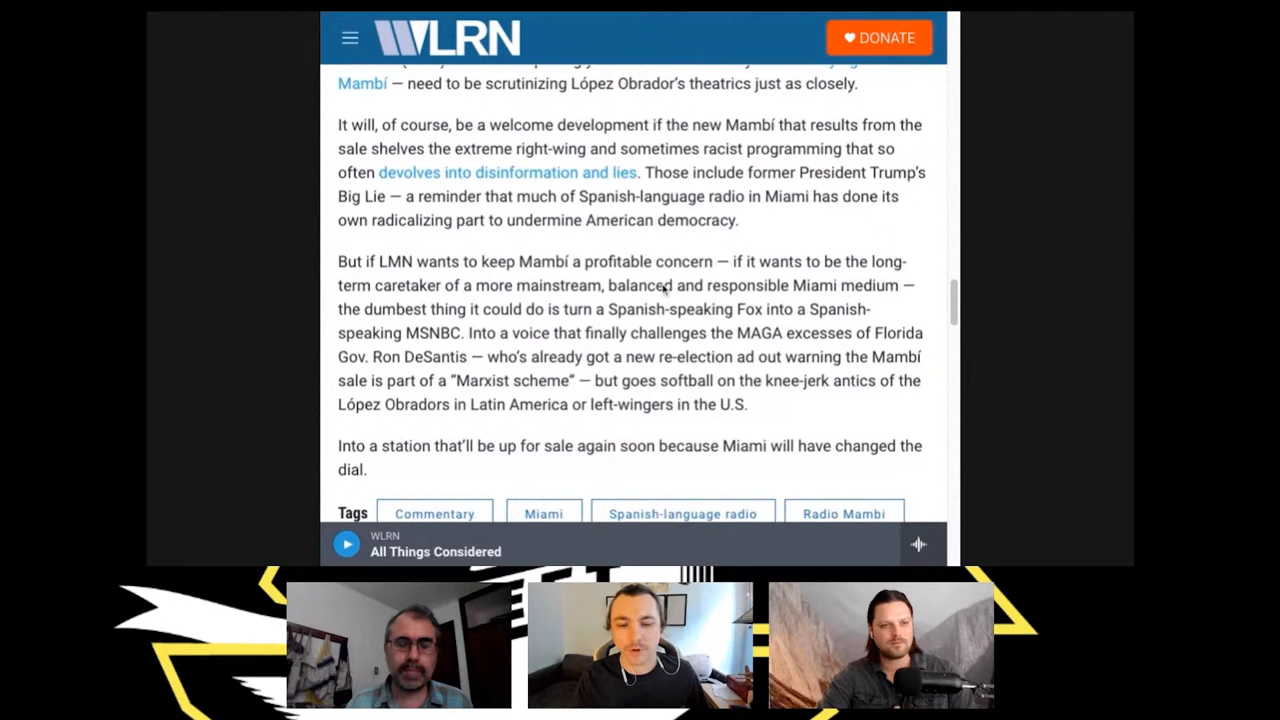 WLRN
DONATE
Mambí — need to be scrutinizing López Obrador’s theatrics just as closely.
It will, of course, be a welcome development if the new Mambí that results from the
sale shelves the extreme right-wing and sometimes racist programming that so
often devolves into disinformation and lies. Those include former President Trump’s
Big Lie — a reminder that much of Spanish-language radio in Miami has done its
own radicalizing part to undermine American democracy.
But if LMN wants to keep Mambí a profitable concern — if it wants to be the long-
term caretaker of a more mainstream, balanced and responsible Miami medium —
the dumbest thing it could do is turn a Spanish-speaking Fox into a Spanish-
speaking MSNBC. Into a voice that finally challenges the MAGA excesses of Florida
Gov. Ron DeSantis — who’s already got a new re-election ad out warning the Mambí
sale is part of a “Marxist scheme“ — but goes softball on the knee-jerk antics of the
López Obradors in Latin America or left-wingers in the U.S.
Into a station that’ll be up for sale again soon because Miami will have changed the
dial.
Tags Commentary Miami Spanish-language radio Radio Mambi
WLRN
All Things Considered